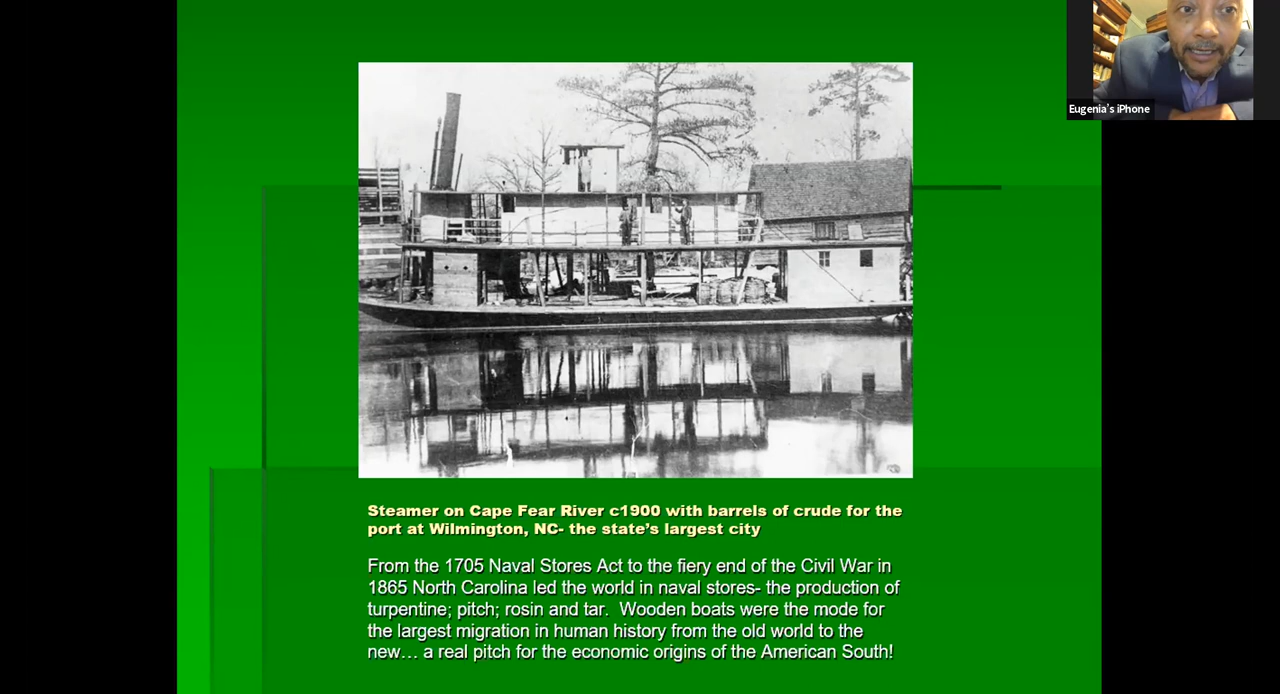 Eugenia's iPhone
Steamer on Cape Fear River c1900 with barrels of crude for the
port at Wilmington, NC- the state's largest city
From the 1705 Naval Stores Act to the fiery end of the Civil War in
1865 North Carolina led the world in naval stores- the production of
turpentine; pitch; rosin and tar.  Wooden boats were the mode for
the largest migration in human history from the old world to the
new… a real pitch for the economic origins of the American South!